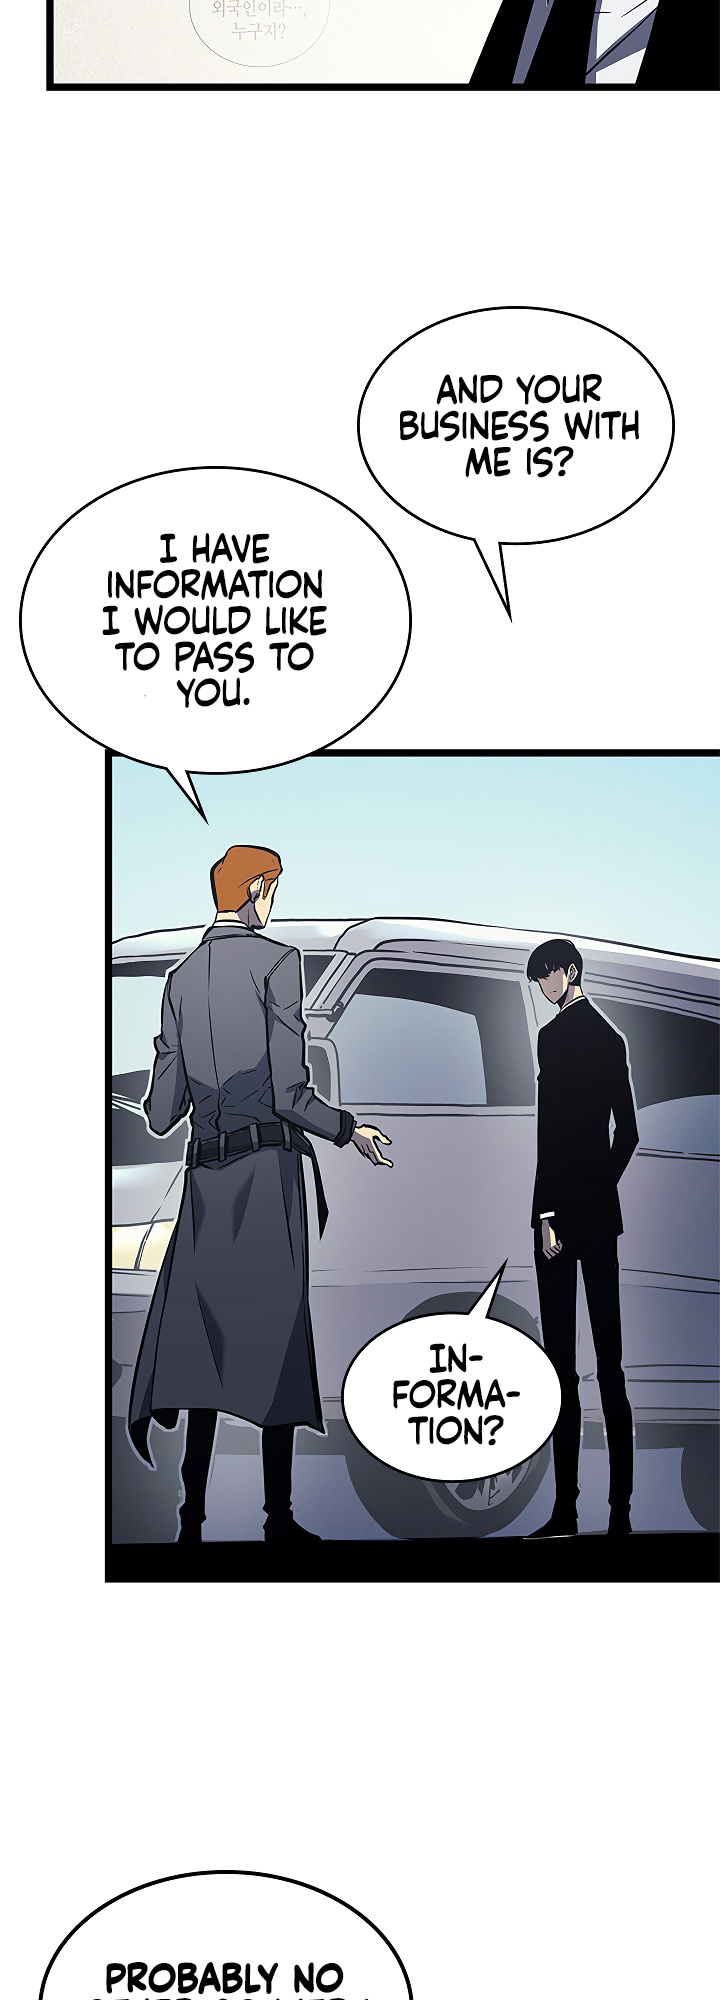 외국인이라…,
누구지?
AND YOUR
BUSINESS WITH
ME IS?
I HAVE
INFORMATION
I WOULD LIKE
TO PASS TO
YOU.
IN-
FORMA-
TION?
PROBABLY NO